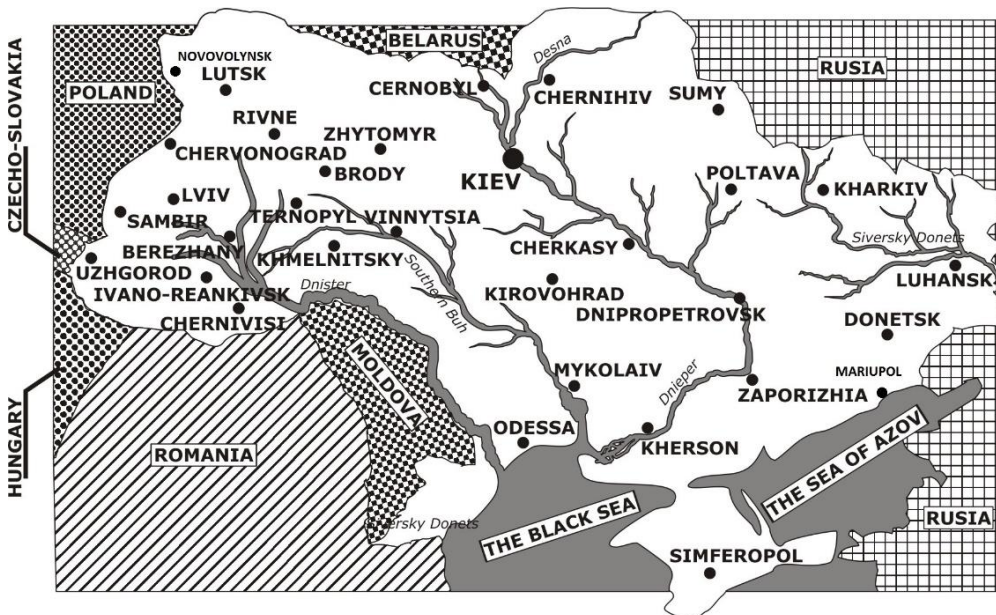 BELARUS
Desna
NOVOVOLYNSK
LUTSK
POLAND
CERNOBYL
CHERNIHIV
SUMY
RUSIA
RIVNE
ZHYTOMYR
CHERVONOGRAD
BRODY
KIEV
POLTAVA
KHARKIV
CZECHO-SLOVAKIA
LVIV
SAMBIR
TERNOPYL
VINNYTSIA
BEREZHANY
KHMELNITSKY
CHERKASY
Siversky Donets
UZHGOROD
LUHANSK
IVANO-REANKIVSK
Dnister
Southern Buh
KIROVOHRAD
DNIPROPETROVSK
CHERNIVISI
DONETSK
MOLDOVA
MYKOLAIV
Dnieper
MARIUPOL
ZAPORIZHIA
HUNGARY
ROMANIA
ODESSA
KHERSON
THE SEA OF AZOV
Siversky Donets
THE BLACK SEA
RUSIA
SIMFEROPOL